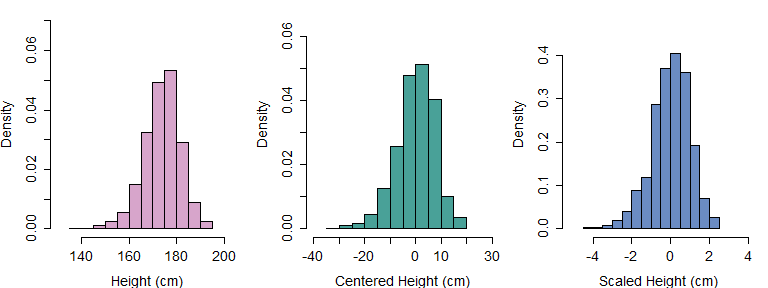 Density
0.00
0.02
0.04
0.06
140 160 180 200
Height (cm)
Density
0.00
0.02
0.04
0.06
-40 -20 0 10 30
Centered Height (cm)
Density
0.0
0.1
0.2
0.3
0.4
-4 -2 0 2 4
Scaled Height (cm)